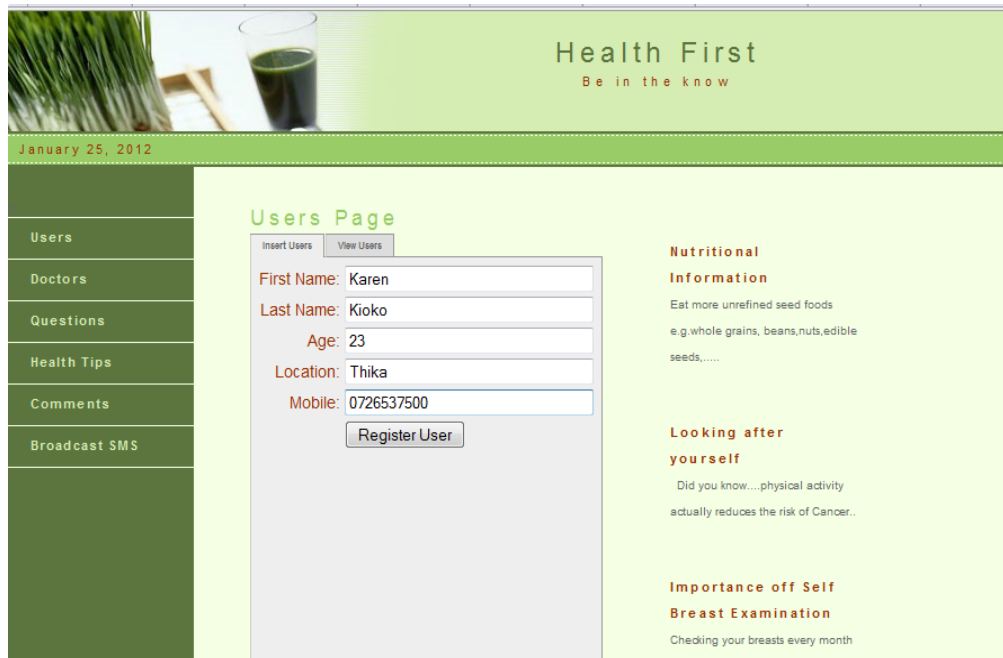 Health First
Be in the know
January 25, 2012
Users
Doctors
Questions
Health Tips
Comments
Broadcast SMS
Users Page
Insert Users
View Users
First Name: Karen
Last Name: Kioko
Age: 23
Location: Thika
Mobile: 0726537500
Register User
Nutritional
Information
Eat more unrefined seed foods
e.g.whole grains, beans,nuts,edible
seeds,.....
Looking after
yourself
Did you know....physical activity
actually reduces the risk of Cancer..
Importance off Self
Breast Examination
Checking your breasts every month